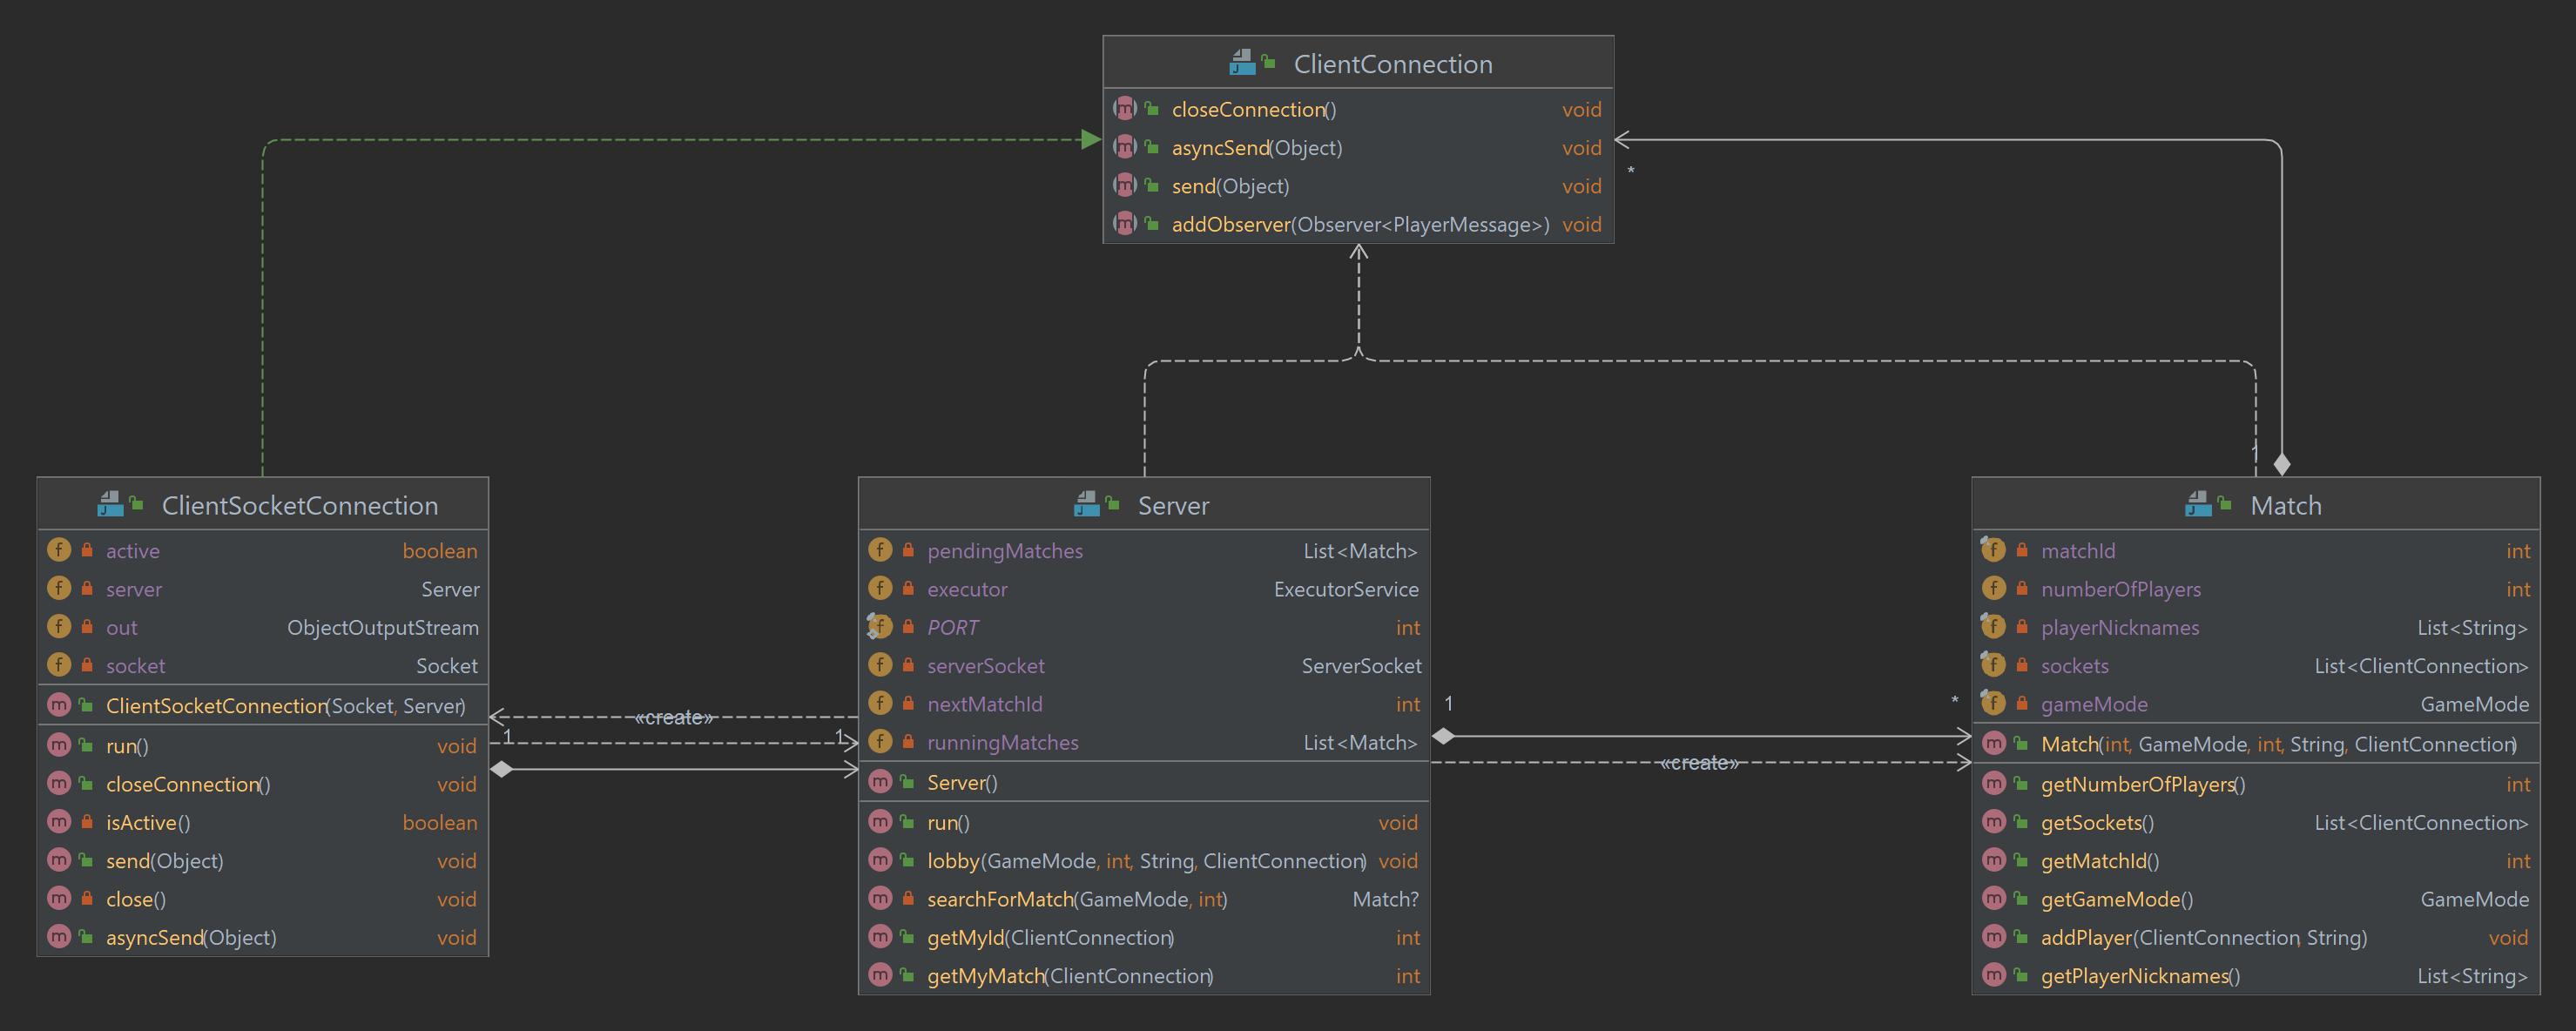 ClientConnection
closeConnection() void
asyncSend(Object) void
send(Object) void
addObserver(Observer<PlayerMessage>) void
*
1
ClientSocketConnection
active boolean
server Server
out ObjectOutputStream
socket Socket
ClientSocketConnection(Socket, Server)
run() void
closeConnection() void
isActive() boolean
send(Object) void
close() void
asyncSend(Object) void
«create»
1
1
Server
pendingMatches List<Match>
executor ExecutorService
PORT int
serverSocket ServerSocket
nextMatchId int
runningMatches List<Match>
Server()
run() void
lobby(GameMode, int, String, ClientConnection) void
searchForMatch(GameMode, int) Match?
getMyId(ClientConnection) int
getMyMatch(ClientConnection) int
1
*
«create»
Match
matchId int
numberOfPlayers int
playerNicknames List<String>
sockets List<ClientConnection>
gameMode GameMode
Match(int, GameMode, int, String, ClientConnection)
getNumberOfPlayers() int
getSockets() List<ClientConnection>
getMatchId() int
getGameMode() GameMode
addPlayer(ClientConnection, String) void
getPlayerNicknames() List<String>